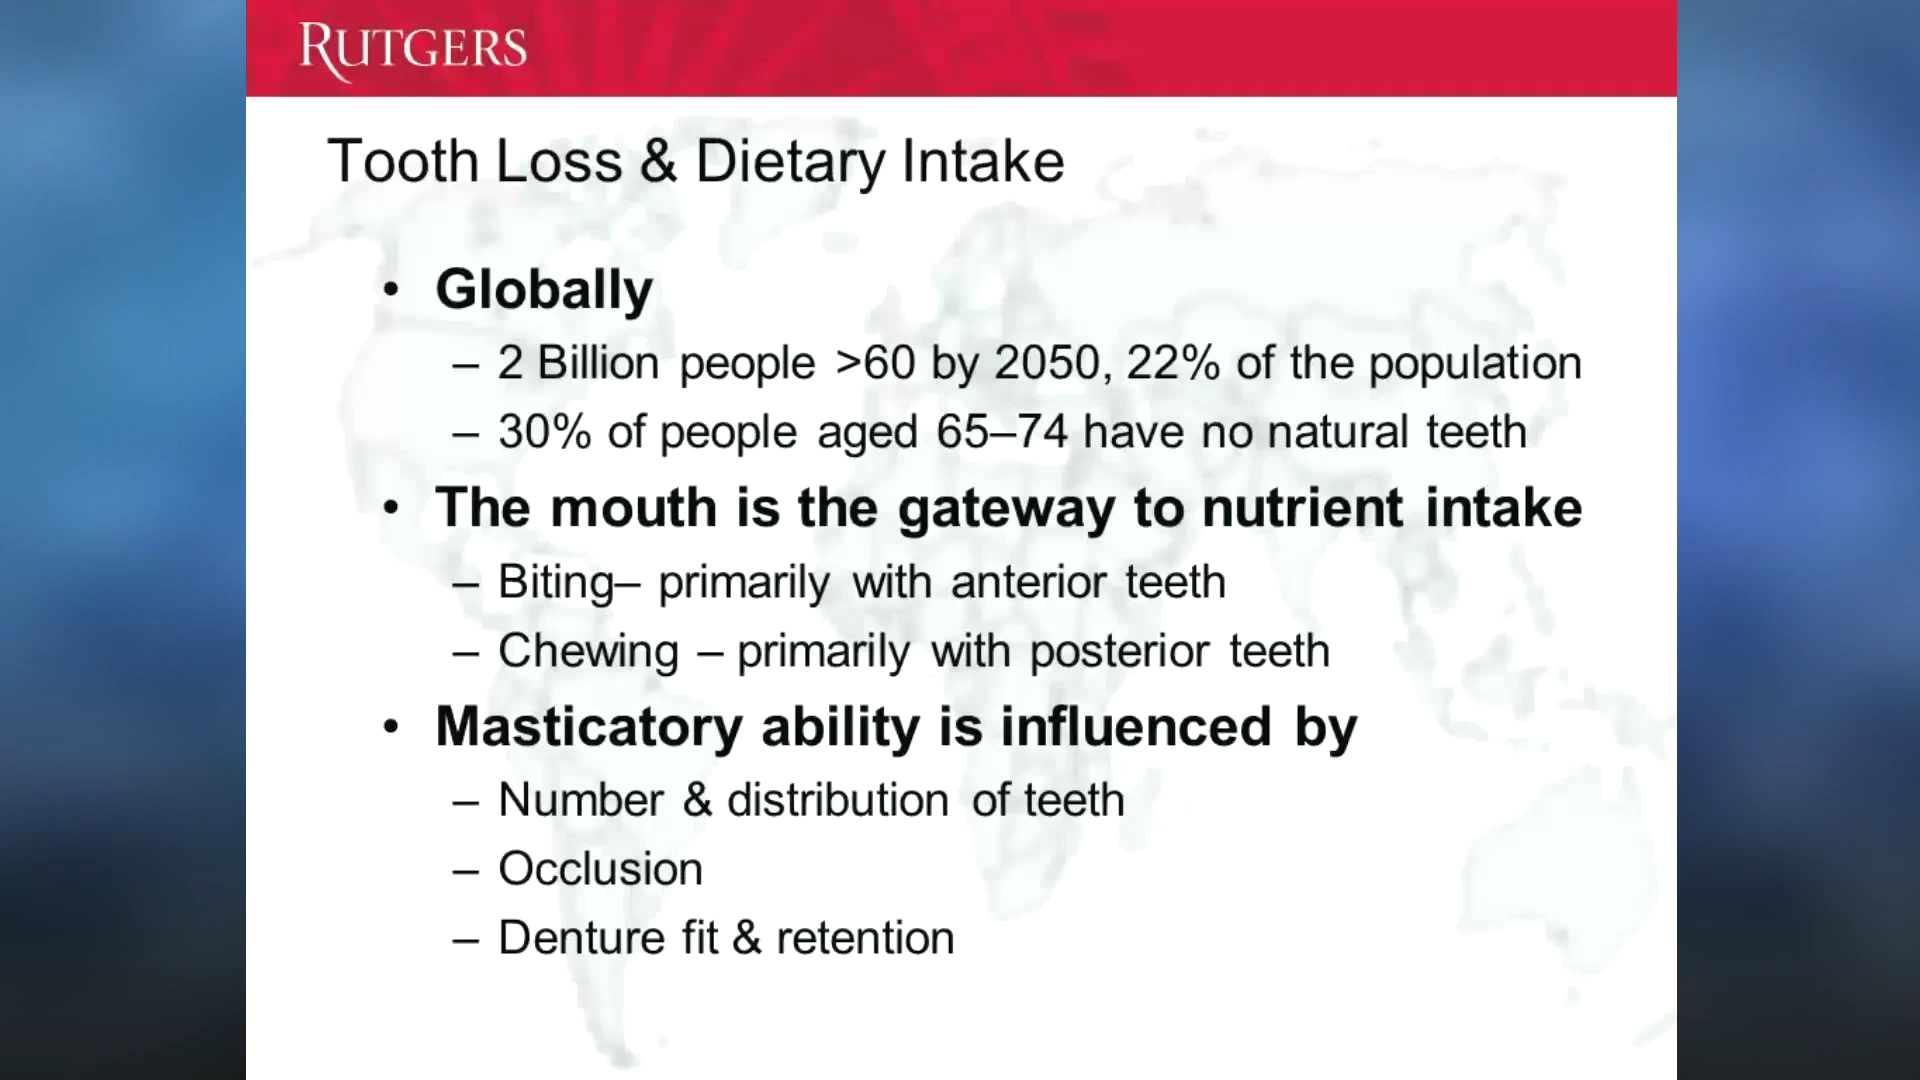 RUTGERS
Tooth Loss & Dietary Intake
• Globally
– 2 Billion people >60 by 2050, 22% of the population
– 30% of people aged 65–74 have no natural teeth
• The mouth is the gateway to nutrient intake
– Biting– primarily with anterior teeth
– Chewing – primarily with posterior teeth
• Masticatory ability is influenced by
– Number & distribution of teeth
– Occlusion
– Denture fit & retention